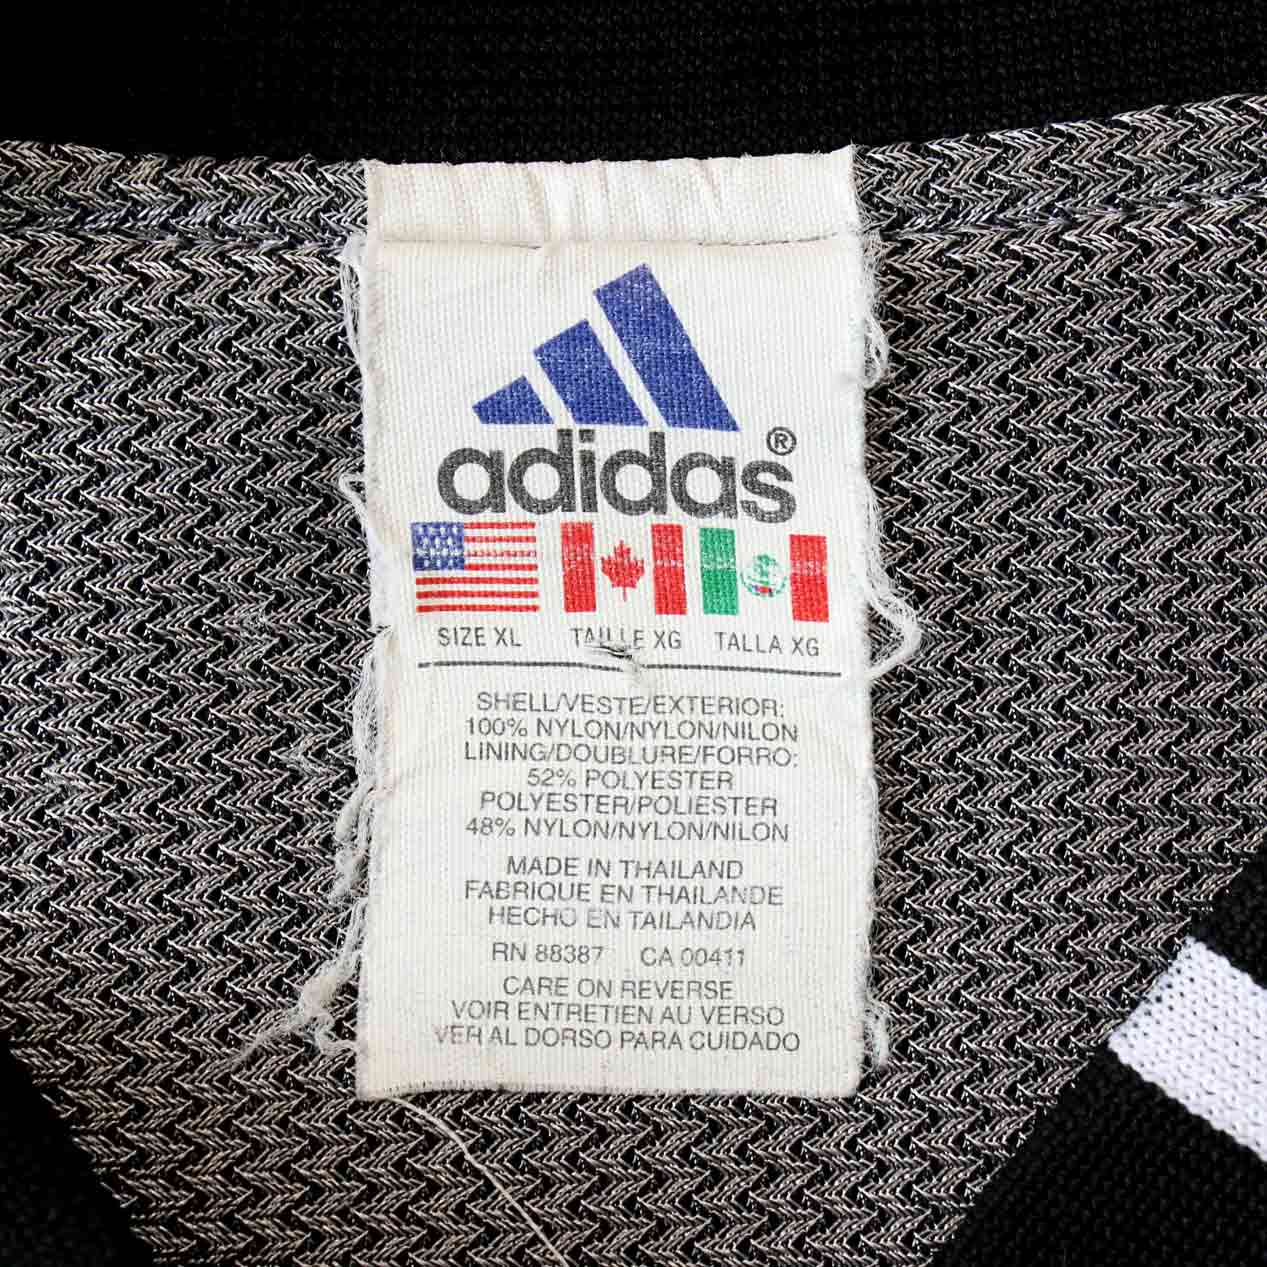 adidas®
SIZE XL TAILLE XG TALLA XG
SHELL/VESTE/EXTERIOR:
100% NYLON/NYLON/NILON
LINING/DOUBLURE/FORRO:
52% POLYESTER
POLYESTER/POLIESTER
48% NYLON/NYLON/NILON
MADE IN THAILAND
FABRIQUE EN THAILANDE
HECHO EN TAILANDIA
RN 88387 CA 00411
CARE ON REVERSE
VOIR ENTRETIEN AU VERSO
VER AL DORSO PARA CUIDADO